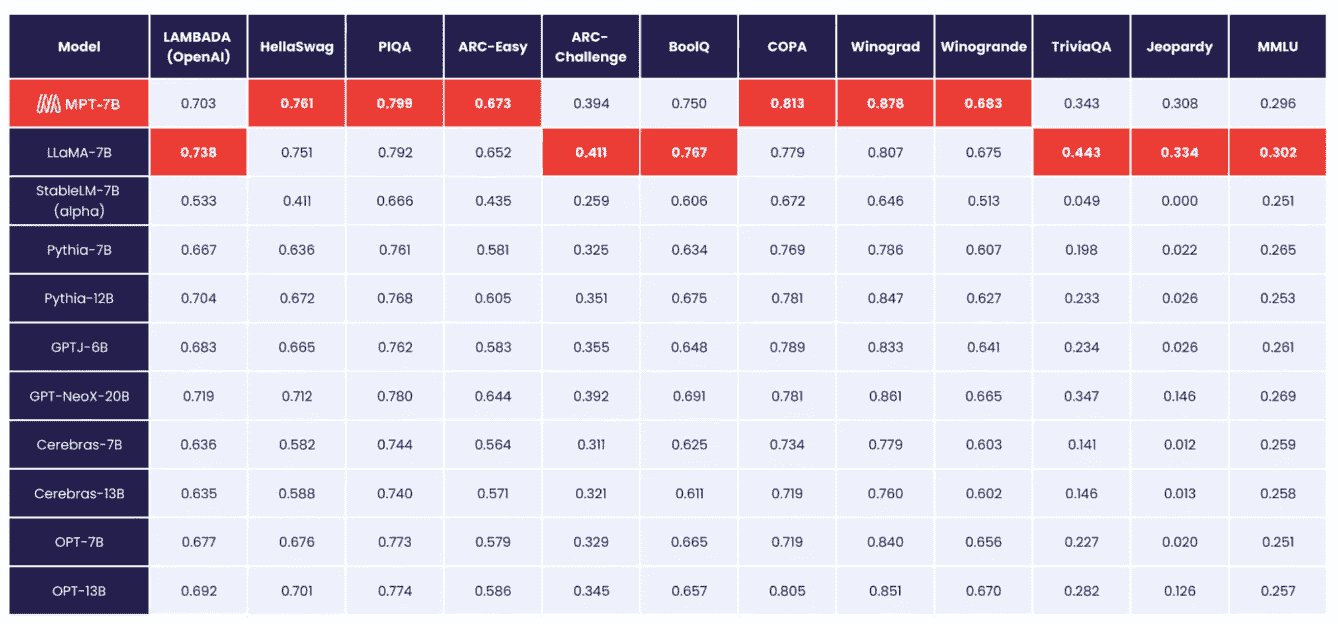 Model LAMBADA (OpenAI) HellaSwag PIQA ARC-Easy ARC-Challenge BoolQ COPA Winograd Winogrande TriviaQA Jeopardy MMLU
MPT-7B 0.703 0.761 0.799 0.673 0.394 0.750 0.813 0.878 0.683 0.343 0.308 0.296
LLaMA-7B 0.738 0.751 0.792 0.652 0.411 0.767 0.779 0.807 0.675 0.443 0.334 0.302
StableLM-7B (alpha) 0.533 0.411 0.666 0.435 0.259 0.606 0.672 0.646 0.513 0.049 0.000 0.251
Pythia-7B 0.667 0.636 0.761 0.581 0.325 0.634 0.769 0.786 0.607 0.198 0.022 0.265
Pythia-12B 0.704 0.672 0.768 0.605 0.351 0.675 0.781 0.847 0.627 0.233 0.026 0.253
GPTJ-6B 0.683 0.665 0.762 0.583 0.355 0.648 0.789 0.833 0.641 0.234 0.026 0.261
GPT-NeoX-20B 0.719 0.712 0.780 0.644 0.392 0.691 0.781 0.861 0.665 0.347 0.146 0.269
Cerebras-7B 0.636 0.582 0.744 0.564 0.311 0.625 0.734 0.779 0.603 0.141 0.012 0.259
Cerebras-13B 0.635 0.588 0.740 0.571 0.321 0.611 0.719 0.760 0.602 0.146 0.013 0.258
OPT-7B 0.677 0.676 0.773 0.579 0.329 0.665 0.719 0.840 0.656 0.227 0.020 0.251
OPT-13B 0.692 0.701 0.774 0.586 0.345 0.657 0.805 0.851 0.670 0.282 0.126 0.257